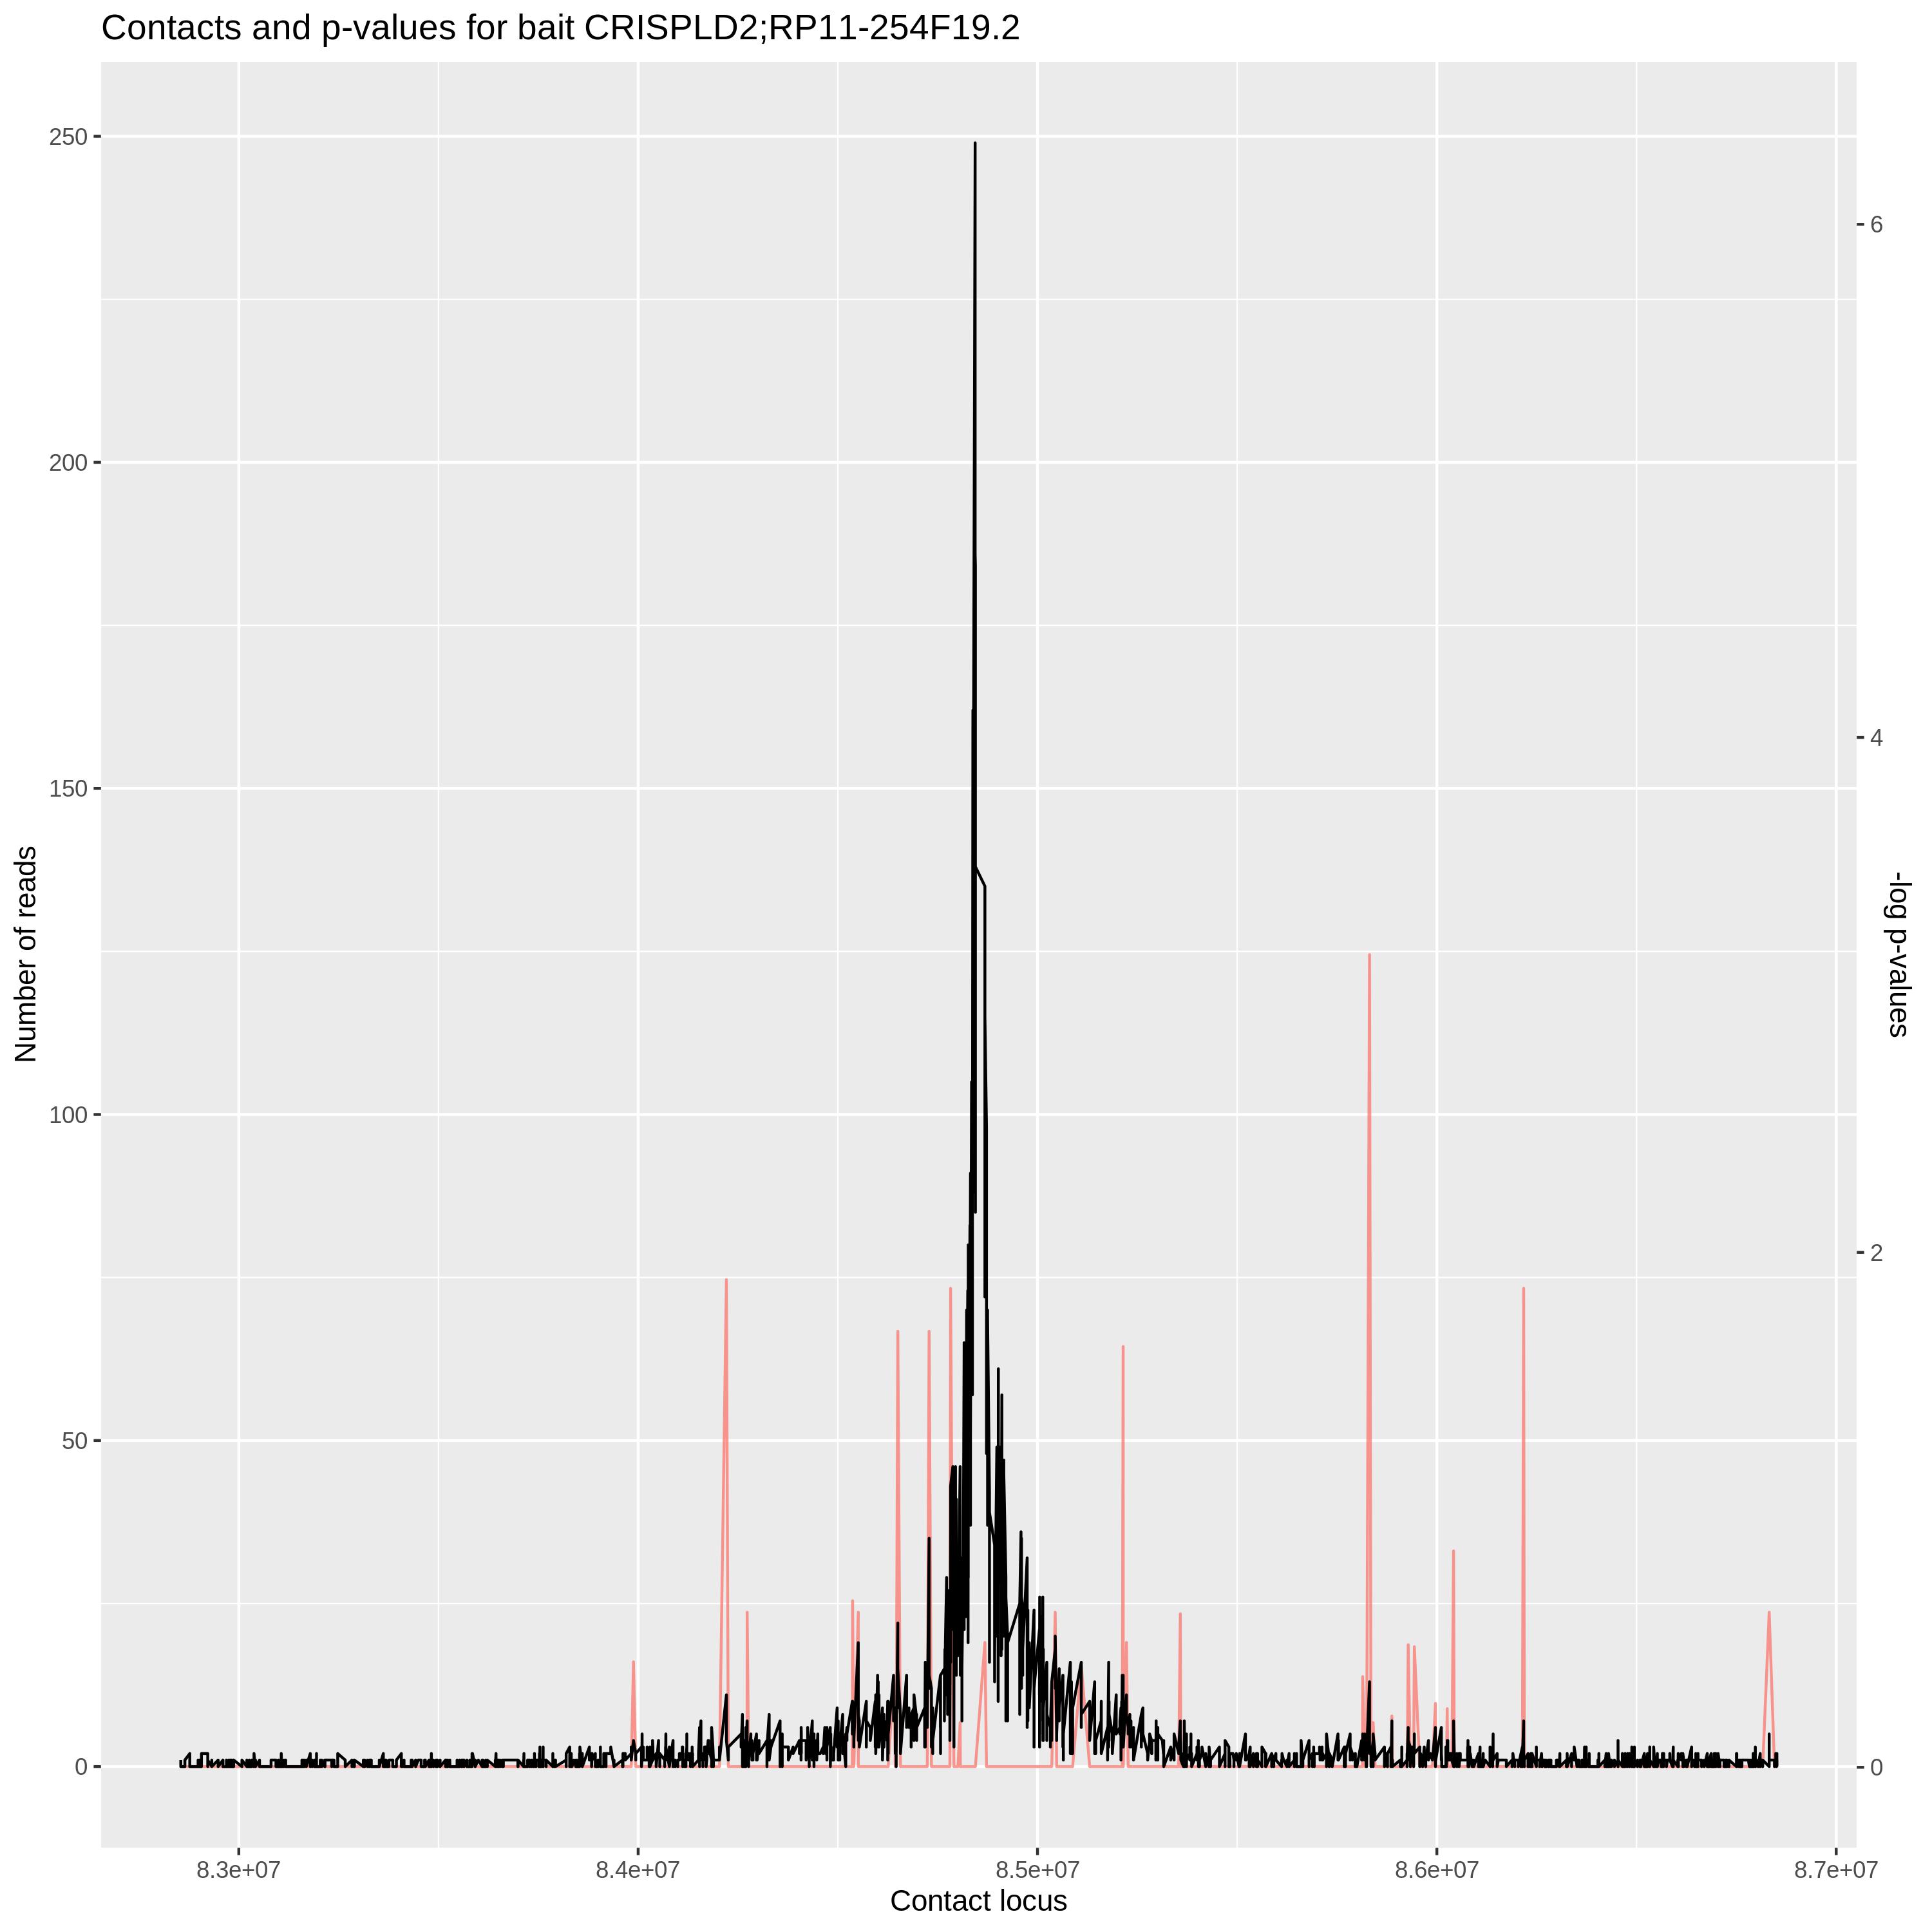 Contacts and p-values for bait CRISPLD2;RP11-254F19.2
250
200
150
100
50
0
Number of reads
6
4
2
0
-log p-values
8.3e+07 8.4e+07 8.5e+07 8.6e+07 8.7e+07
Contact locus